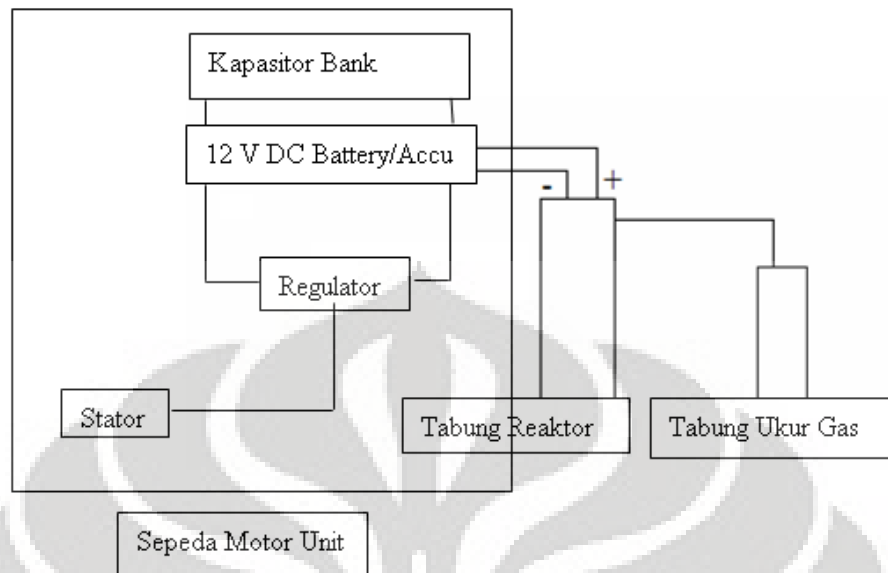 Kapasitor Bank
12 V DC Battery/Accu
- +
Regulator
Stator
Tabung Reaktor
Tabung Ukur Gas
Sepeda Motor Unit